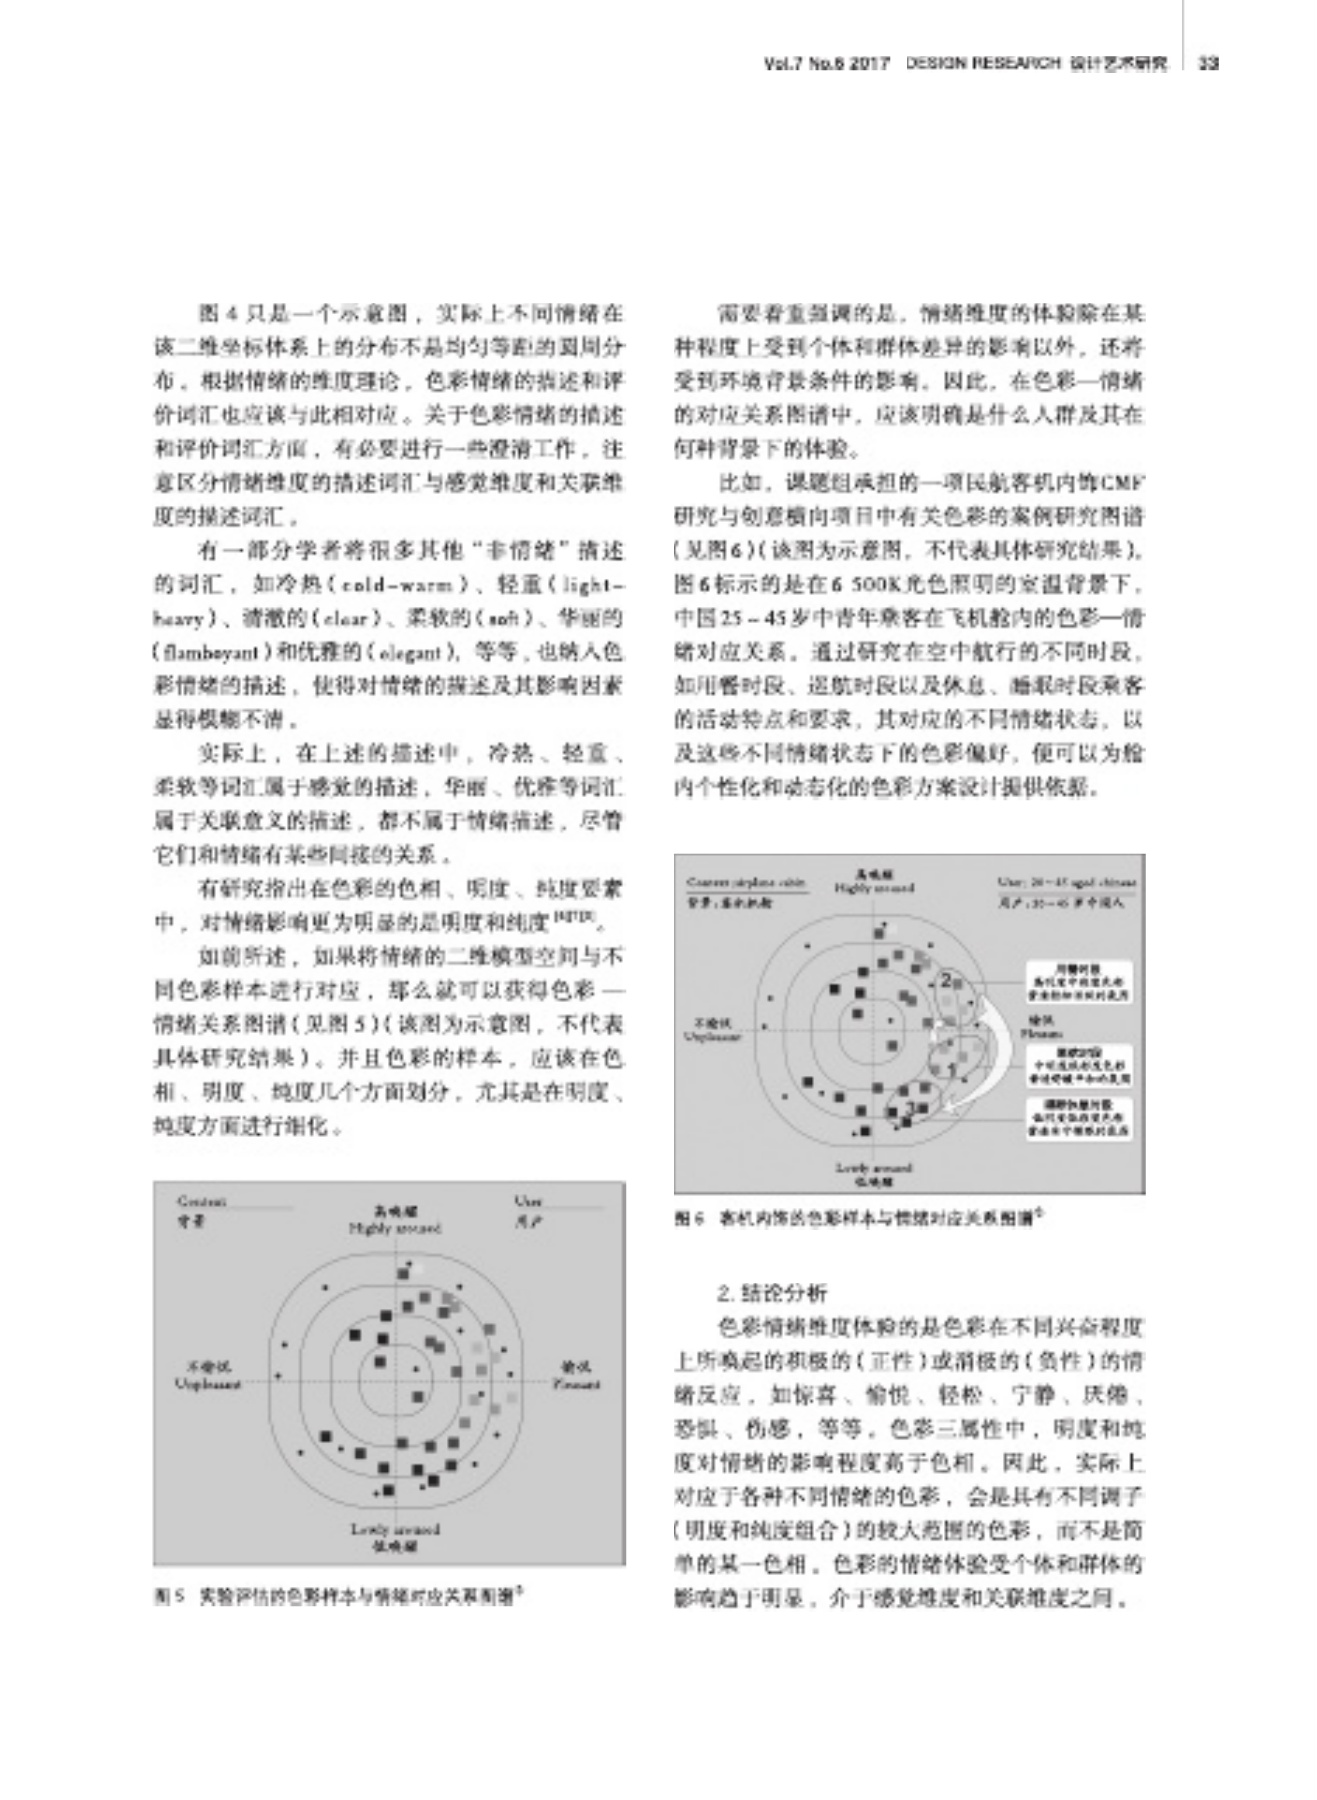 Vol.7 No.6 2017 DESIGN RESEARCH 设计艺术研究 33
图 4 只是一个示意图，实际上不同情绪在
该二维坐标体系上的分布不是均匀等距的圆周分
布。根据情绪的维度理论，色彩情绪的描述和评
价词汇也应该与此相对应。关于色彩情绪的描述
和评价词汇方面，有必要进行一些澄清工作，注
意区分情绪维度的描述词汇与感觉维度和关联维
度的描述词汇。
有一部分学者将很多其他“非情绪”描述
的词汇，如冷热（cold-warm）、轻重（light-
heavy）、清澈的（clear）、柔软的（soft）、华丽的
（flamboyant）和优雅的（elegant），等等，也纳入色
彩情绪的描述，使得对情绪的描述及其影响因素
显得模糊不清。
实际上，在上述的描述中，冷热、轻重、
柔软等词汇属于感觉的描述，华丽、优雅等词汇
属于关联意义的描述，都不属于情绪描述，尽管
它们和情绪有某些间接的关系。
有研究指出在色彩的色相、明度、纯度要素
中，对情绪影响更为明显的是明度和纯度。
如前所述，如果将情绪的二维模型空间与不
同色彩样本进行对应，那么就可以获得色彩—
情绪关系图谱（见图 5）（该图为示意图，不代表
具体研究结果）。并且色彩的样本，应该在色
相、明度、纯度几个方面划分，尤其是在明度、
纯度方面进行细化。
Context
背景
User
用户
高唤醒
Highly aroused
不愉悦
Unpleasant
愉悦
Pleasant
Lowly aroused
低唤醒
图 5 实验评估的色彩样本与情绪对应关系图谱
需要着重强调的是，情绪维度的体验除在某
种程度上受到个体和群体差异的影响以外，还将
受到环境背景条件的影响。因此，在色彩—情绪
的对应关系图谱中，应该明确是什么人群及其在
何种背景下的体验。
比如，课题组承担的一项民航客机内饰CMF
研究与创意横向项目中有关色彩的案例研究图谱
（见图6）（该图为示意图，不代表具体研究结果）。
图6标示的是在6 500K光色照明的室温背景下，
中国25~45岁中青年乘客在飞机舱内的色彩—情
绪对应关系。通过研究在空中航行的不同时段，
如用餐时段、巡航时段以及休息、睡眠时段乘客
的活动特点和要求，其对应的不同情绪状态，以
及这些不同情绪状态下的色彩偏好，便可以为舱
内个性化和动态化的色彩方案设计提供依据。
Context: airplane cabin
背景：客机机舱
高唤醒
Highly aroused
用餐时段
2
不愉悦
Unpleasant
愉悦
Pleasant
1
3
Lowly aroused
低唤醒
图 6 客机内饰的色彩样本与情绪对应关系图谱
2. 结论分析
色彩情绪维度体验的是色彩在不同兴奋程度
上所唤起的积极的（正性）或消极的（负性）的情
绪反应，如惊喜、愉悦、轻松、宁静、厌倦、
恐惧、伤感，等等。色彩三属性中，明度和纯
度对情绪的影响程度高于色相。因此，实际上
对应于各种不同情绪的色彩，会是具有不同调子
（明度和纯度组合）的较大范围的色彩，而不是简
单的某一色相。色彩的情绪体验受个体和群体的
影响趋于明显，介于感觉维度和关联维度之间。